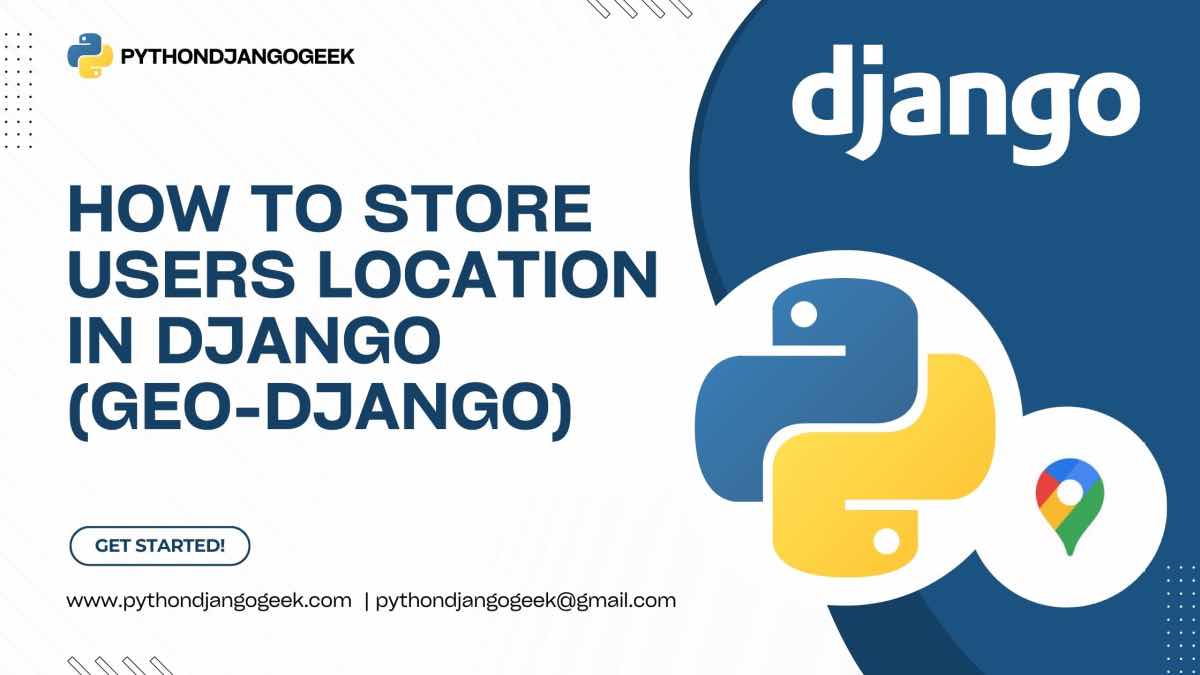 PYTHONDJANGOGEEK
django
HOW TO STORE
USERS LOCATION
IN DJANGO
(GEO-DJANGO)
GET STARTED!
www.pythondjangogeek.com | pythondjangogeek@gmail.com